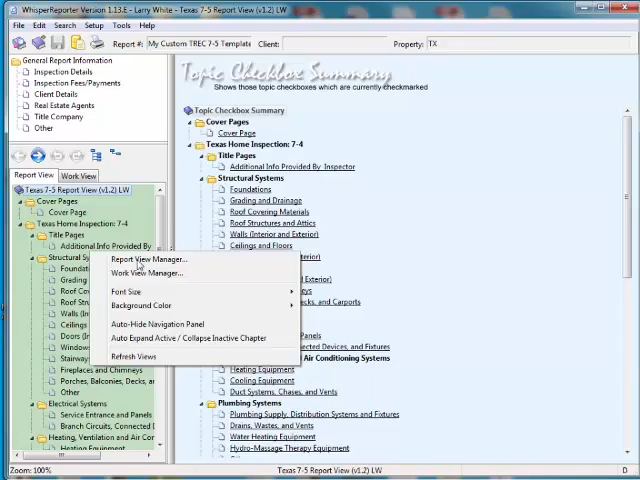 WhisperReporter Version 1.13.E - Larry White - Texas 7-5 Report View (v1.2) LW
File Edit Search Setup Tools Help
Report #: My Custom TREC 7-5 Template Client: Property: TX
General Report Information
Inspection Details
Inspection Fees/Payments
Client Details
Real Estate Agents
Title Company
Other
Report View Work View
Texas 7-5 Report View (v1.2) LW
Cover Pages
Cover Page
Texas Home Inspection: 7-4
Title Pages
Additional Info Provided By
Structural Sy
Foundati
Grading
Roof Cov
Roof Stru
Walls (In
Ceilings
Doors (In
Window
Stairway
Fireplaces and Chimneys
Porches, Balconies, Decks, and
Other
Electrical Systems
Service Entrance and Panels
Branch Circuits, Connected D
Heating, Ventilation and Air Cor
Heating Equipment
Report View Manager...
Work View Manager...
Font Size
Background Color
Auto-Hide Navigation Panel
Auto Expand Active / Collapse Inactive Chapter
Refresh Views
Topic Checkbox Summary
Shows those topic checkboxes which are currently checkmarked
Topic Checkbox Summary
Cover Pages
Cover Page
Texas Home Inspection: 7-4
Title Pages
Additional Info Provided By Inspector
Structural Systems
Foundations
Grading and Drainage
Roof Covering Materials
Roof Structures and Attics
Walls (Interior and Exterior)
Ceilings and Floors
Exterior)
ys
, Decks, and Carports
Panels
nected Devices, and Fixtures
d Air Conditioning Systems
Heating Equipment
Cooling Equipment
Duct Systems, Chases, and Vents
Plumbing Systems
Plumbing Supply, Distribution Systems and Fixtures
Drains, Wastes, and Vents
Water Heating Equipment
Hydro-Massage Therapy Equipment
Zoom: 100% Texas 7-5 Report View (v1.2) LW D